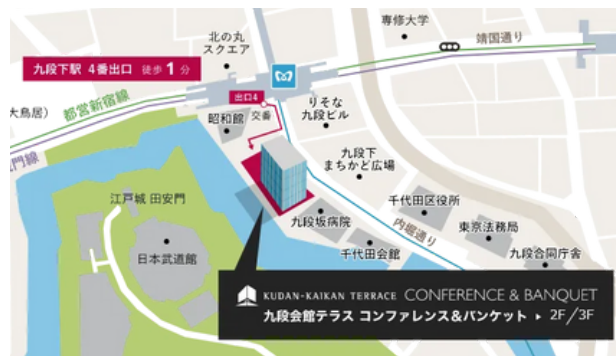 専修大学
北の丸
スクエア
靖国通り
九段下駅 4番出口 徒歩 1 分
出口4
交番
りそな
九段ビル
大鳥居）
都営新宿線
昭和館
門線
九段下
まちかど広場
江戸城 田安門
千代田区役所
九段坂病院
内堀通り
東京法務局
日本武道館
千代田会館
九段合同庁舎
KUDAN-KAIKAN TERRACE CONFERENCE & BANQUET
九段会館テラス コンファレンス&バンケット ▸ 2F/3F